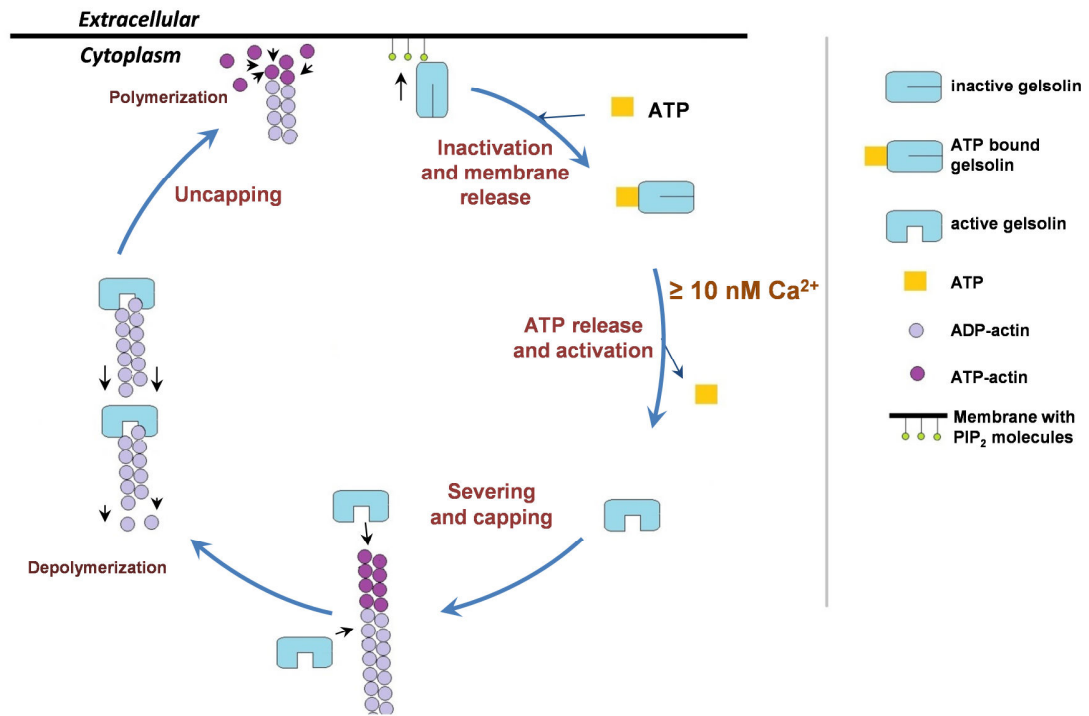 Extracellular
Cytoplasm
Polymerization
ATP
Inactivation
and membrane
release
Uncapping
≥ 10 nM Ca²⁺
ATP release
and activation
Severing
and capping
Depolymerization
inactive gelsolin
ATP bound
gelsolin
active gelsolin
ATP
ADP-actin
ATP-actin
Membrane with
PIP₂ molecules